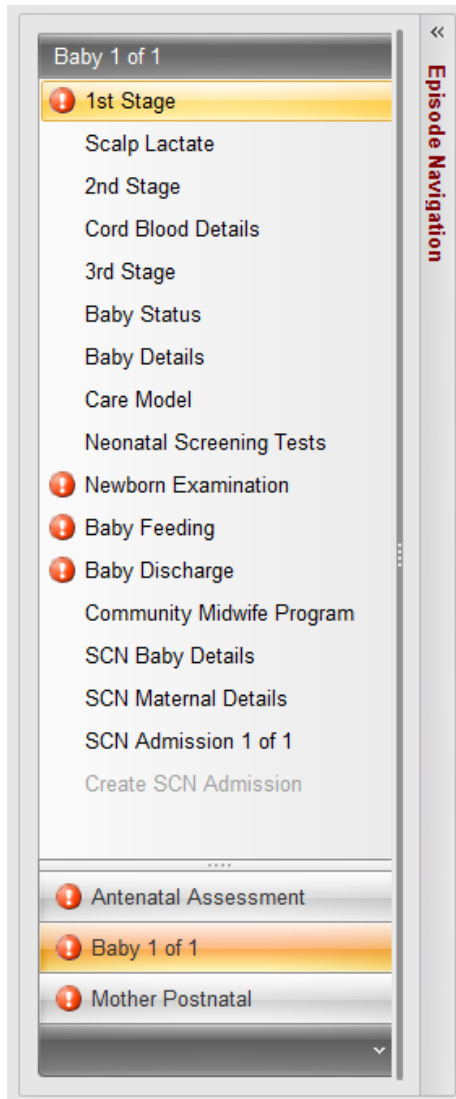 Baby 1 of 1
1st Stage
Scalp Lactate
2nd Stage
Cord Blood Details
3rd Stage
Baby Status
Baby Details
Care Model
Neonatal Screening Tests
Newborn Examination
Baby Feeding
Baby Discharge
Community Midwife Program
SCN Baby Details
SCN Maternal Details
SCN Admission 1 of 1
Create SCN Admission
Antenatal Assessment
Baby 1 of 1
Mother Postnatal
Episode Navigation